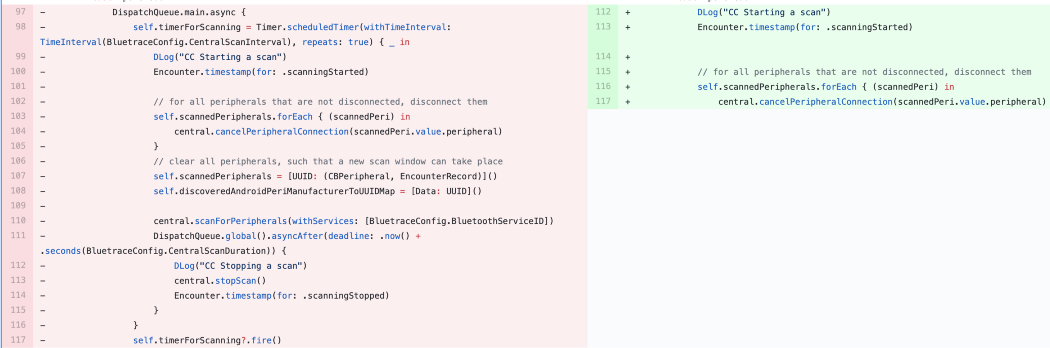 97 - DispatchQueue.main.async {
98 - self.timerForScanning = Timer.scheduledTimer(withTimeInterval:
TimeInterval(BluetraceConfig.CentralScanInterval), repeats: true) { _ in
99 - DLog("CC Starting a scan")
100 - Encounter.timestamp(for: .scanningStarted)
101 -
102 - // for all peripherals that are not disconnected, disconnect them
103 - self.scannedPeripherals.forEach { (scannedPeri) in
104 - central.cancelPeripheralConnection(scannedPeri.value.peripheral)
105 - }
106 - // clear all peripherals, such that a new scan window can take place
107 - self.scannedPeripherals = [UUID: (CBPeripheral, EncounterRecord)]()
108 - self.discoveredAndroidPeriManufacturerToUUIDMap = [Data: UUID]()
109 -
110 - central.scanForPeripherals(withServices: [BluetraceConfig.BluetoothServiceID])
111 - DispatchQueue.global().asyncAfter(deadline: .now() +
.seconds(BluetraceConfig.CentralScanDuration)) {
112 - DLog("CC Stopping a scan")
113 - central.stopScan()
114 - Encounter.timestamp(for: .scanningStopped)
115 - }
116 - }
117 - self.timerForScanning?.fire()
112 + DLog("CC Starting a scan")
113 + Encounter.timestamp(for: .scanningStarted)
114 +
115 + // for all peripherals that are not disconnected, disconnect them
116 + self.scannedPeripherals.forEach { (scannedPeri) in
117 + central.cancelPeripheralConnection(scannedPeri.value.peripheral)